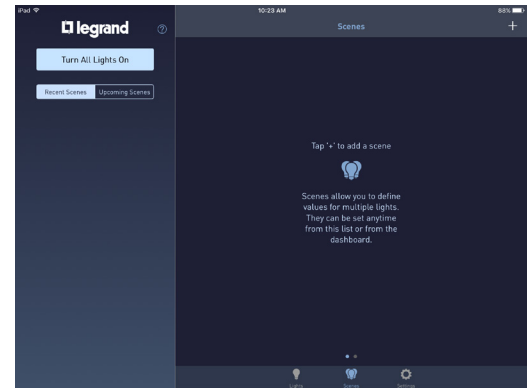 iPad
10:23 AM
88%
legrand
?
Scenes
+
Turn All Lights On
Recent Scenes
Upcoming Scenes
Tap '+' to add a scene
Scenes allow you to define
values for multiple lights.
They can be set anytime
from this list or from the
dashboard.
Lights
Scenes
Settings